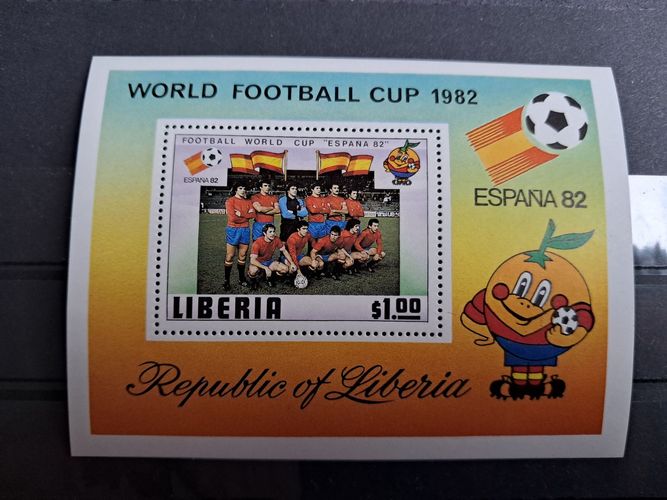 WORLD FOOTBALL CUP 1982
ESPAÑA 82
FOOTBALL WORLD CUP "ESPAÑA 82"
ESPAÑA 82
LIBERIA $1.00
Republic of Liberia